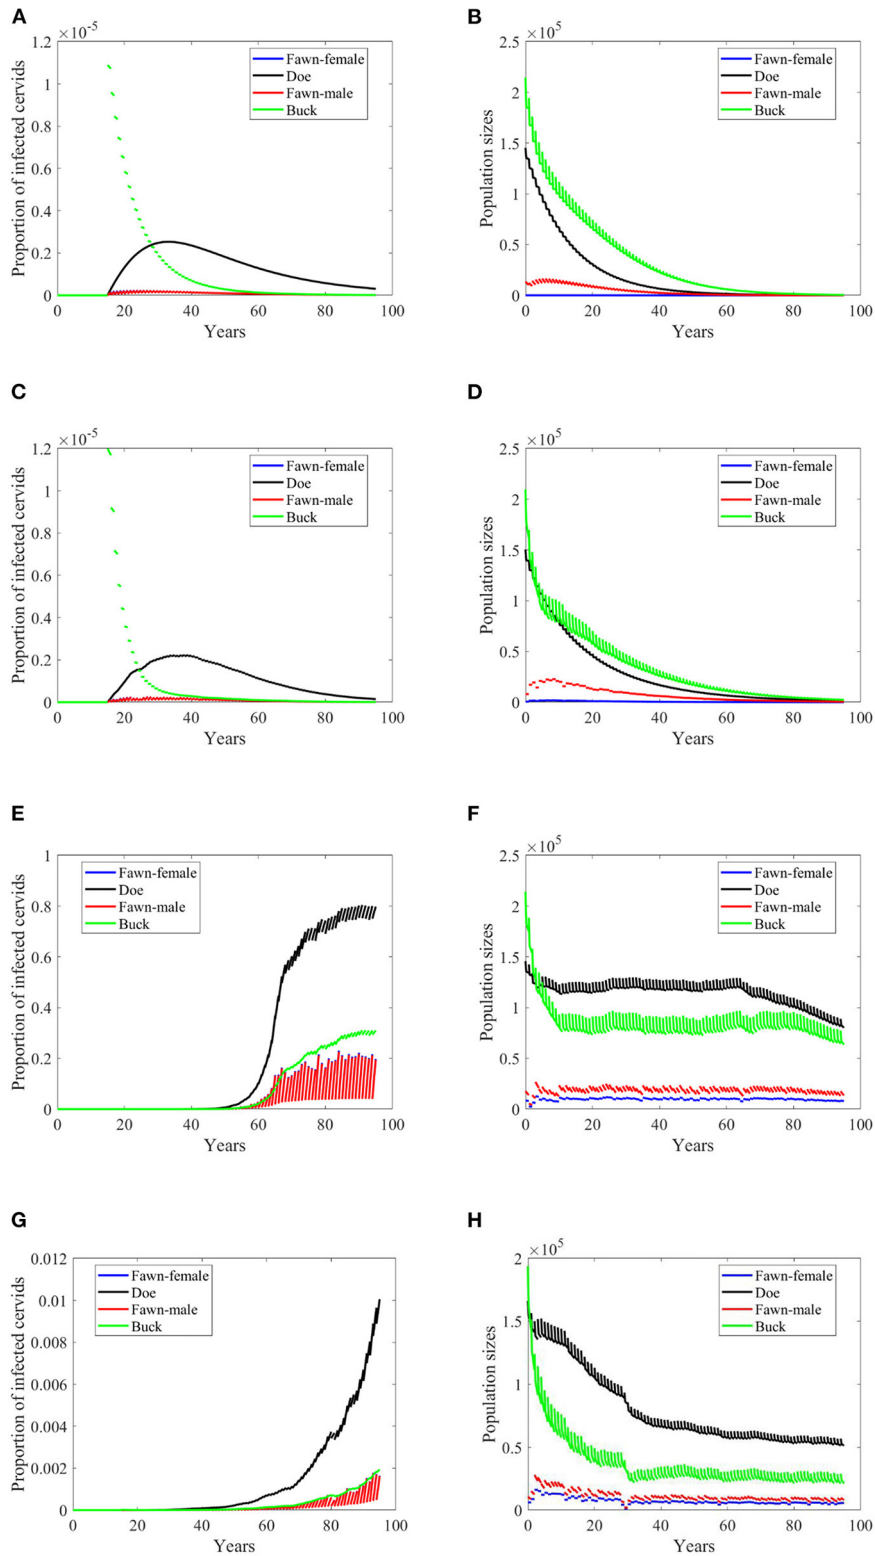 A
×10-5
1.2
1
0.8
0.6
0.4
0.2
0
0 20 40 60 80 100
Years
Proportion of infected cervids
Fawn-female
Doe
Fawn-male
Buck
B
×10^5
2.5
2
1.5
1
0.5
0
0 20 40 60 80 100
Years
Population sizes
Fawn-female
Doe
Fawn-male
Buck
C
×10-5
1.2
1
0.8
0.6
0.4
0.2
0
0 20 40 60 80 100
Years
Proportion of infected cervids
Fawn-female
Doe
Fawn-male
Buck
D
×10^5
2.5
2
1.5
1
0.5
0
0 20 40 60 80 100
Years
Population sizes
Fawn-female
Doe
Fawn-male
Buck
E
1
0.8
0.6
0.4
0.2
0
0 20 40 60 80 100
Years
Proportion of infected cervids
Fawn-female
Doe
Fawn-male
Buck
F
×10^5
2.5
2
1.5
1
0.5
0
0 20 40 60 80 100
Years
Population sizes
Fawn-female
Doe
Fawn-male
Buck
G
0.012
0.01
0.008
0.006
0.004
0.002
0
0 20 40 60 80 100
Years
Proportion of infected cervids
Fawn-female
Doe
Fawn-male
Buck
H
×10^5
2
1.5
1
0.5
0
0 20 40 60 80 100
Years
Population sizes
Fawn-female
Doe
Fawn-male
Buck